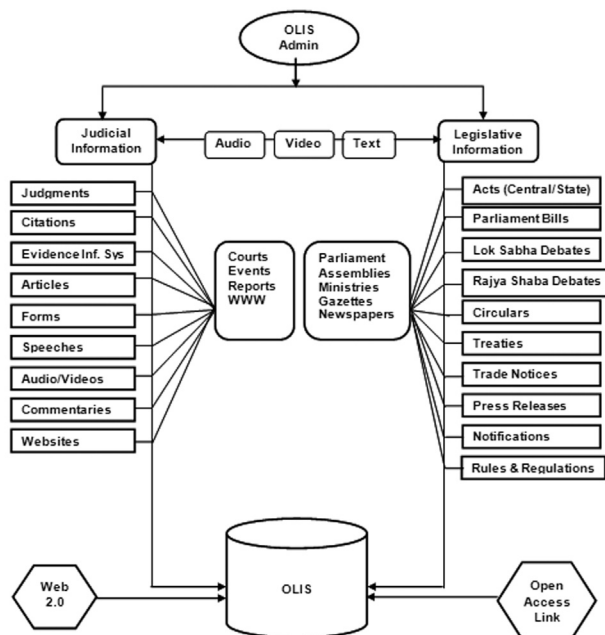 OLIS
Admin
Judicial
Information
Audio
Video
Text
Legislative
Information
Judgments
Citations
Evidence Inf. Sys
Articles
Forms
Speeches
Audio/Videos
Commentaries
Websites
Courts
Events
Reports
WWW
Parliament
Assemblies
Ministries
Gazettes
Newspapers
Acts (Central/State)
Parliament Bills
Lok Sabha Debates
Rajya Shaba Debates
Circulars
Treaties
Trade Notices
Press Releases
Notifications
Rules & Regulations
Web
2.0
OLIS
Open
Access
Link